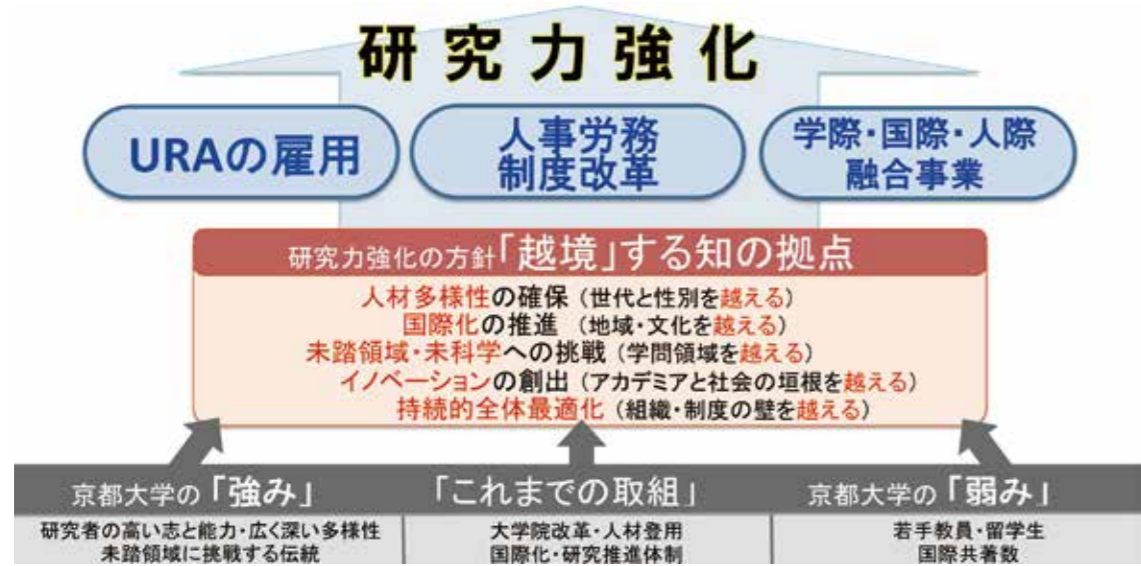 研究力強化
URAの雇用
人事労務
制度改革
学際・国際・人際
融合事業
研究力強化の方針「越境」する知の拠点
人材多様性の確保（世代と性別を越える）
国際化の推進（地域・文化を越える）
未踏領域・未科学への挑戦（学問領域を越える）
イノベーションの創出（アカデミアと社会の垣根を越える）
持続的全体最適化（組織・制度の壁を越える）
京都大学の「強み」
研究者の高い志と能力・広く深い多様性
未踏領域に挑戦する伝統
「これまでの取組」
大学院改革・人材登用
国際化・研究推進体制
京都大学の「弱み」
若手教員・留学生
国際共著数